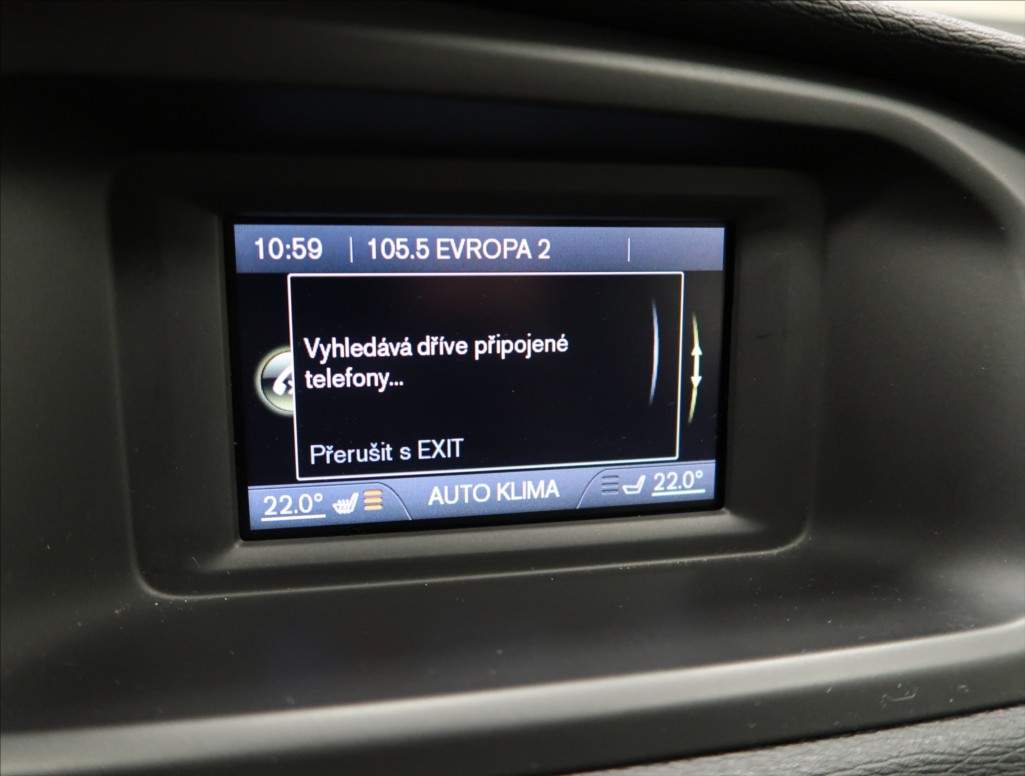 10:59 105.5 EVROPA 2
Vyhledává dříve připojené
telefony...
Přerušit s EXIT
22.0° AUTO KLIMA 22.0°